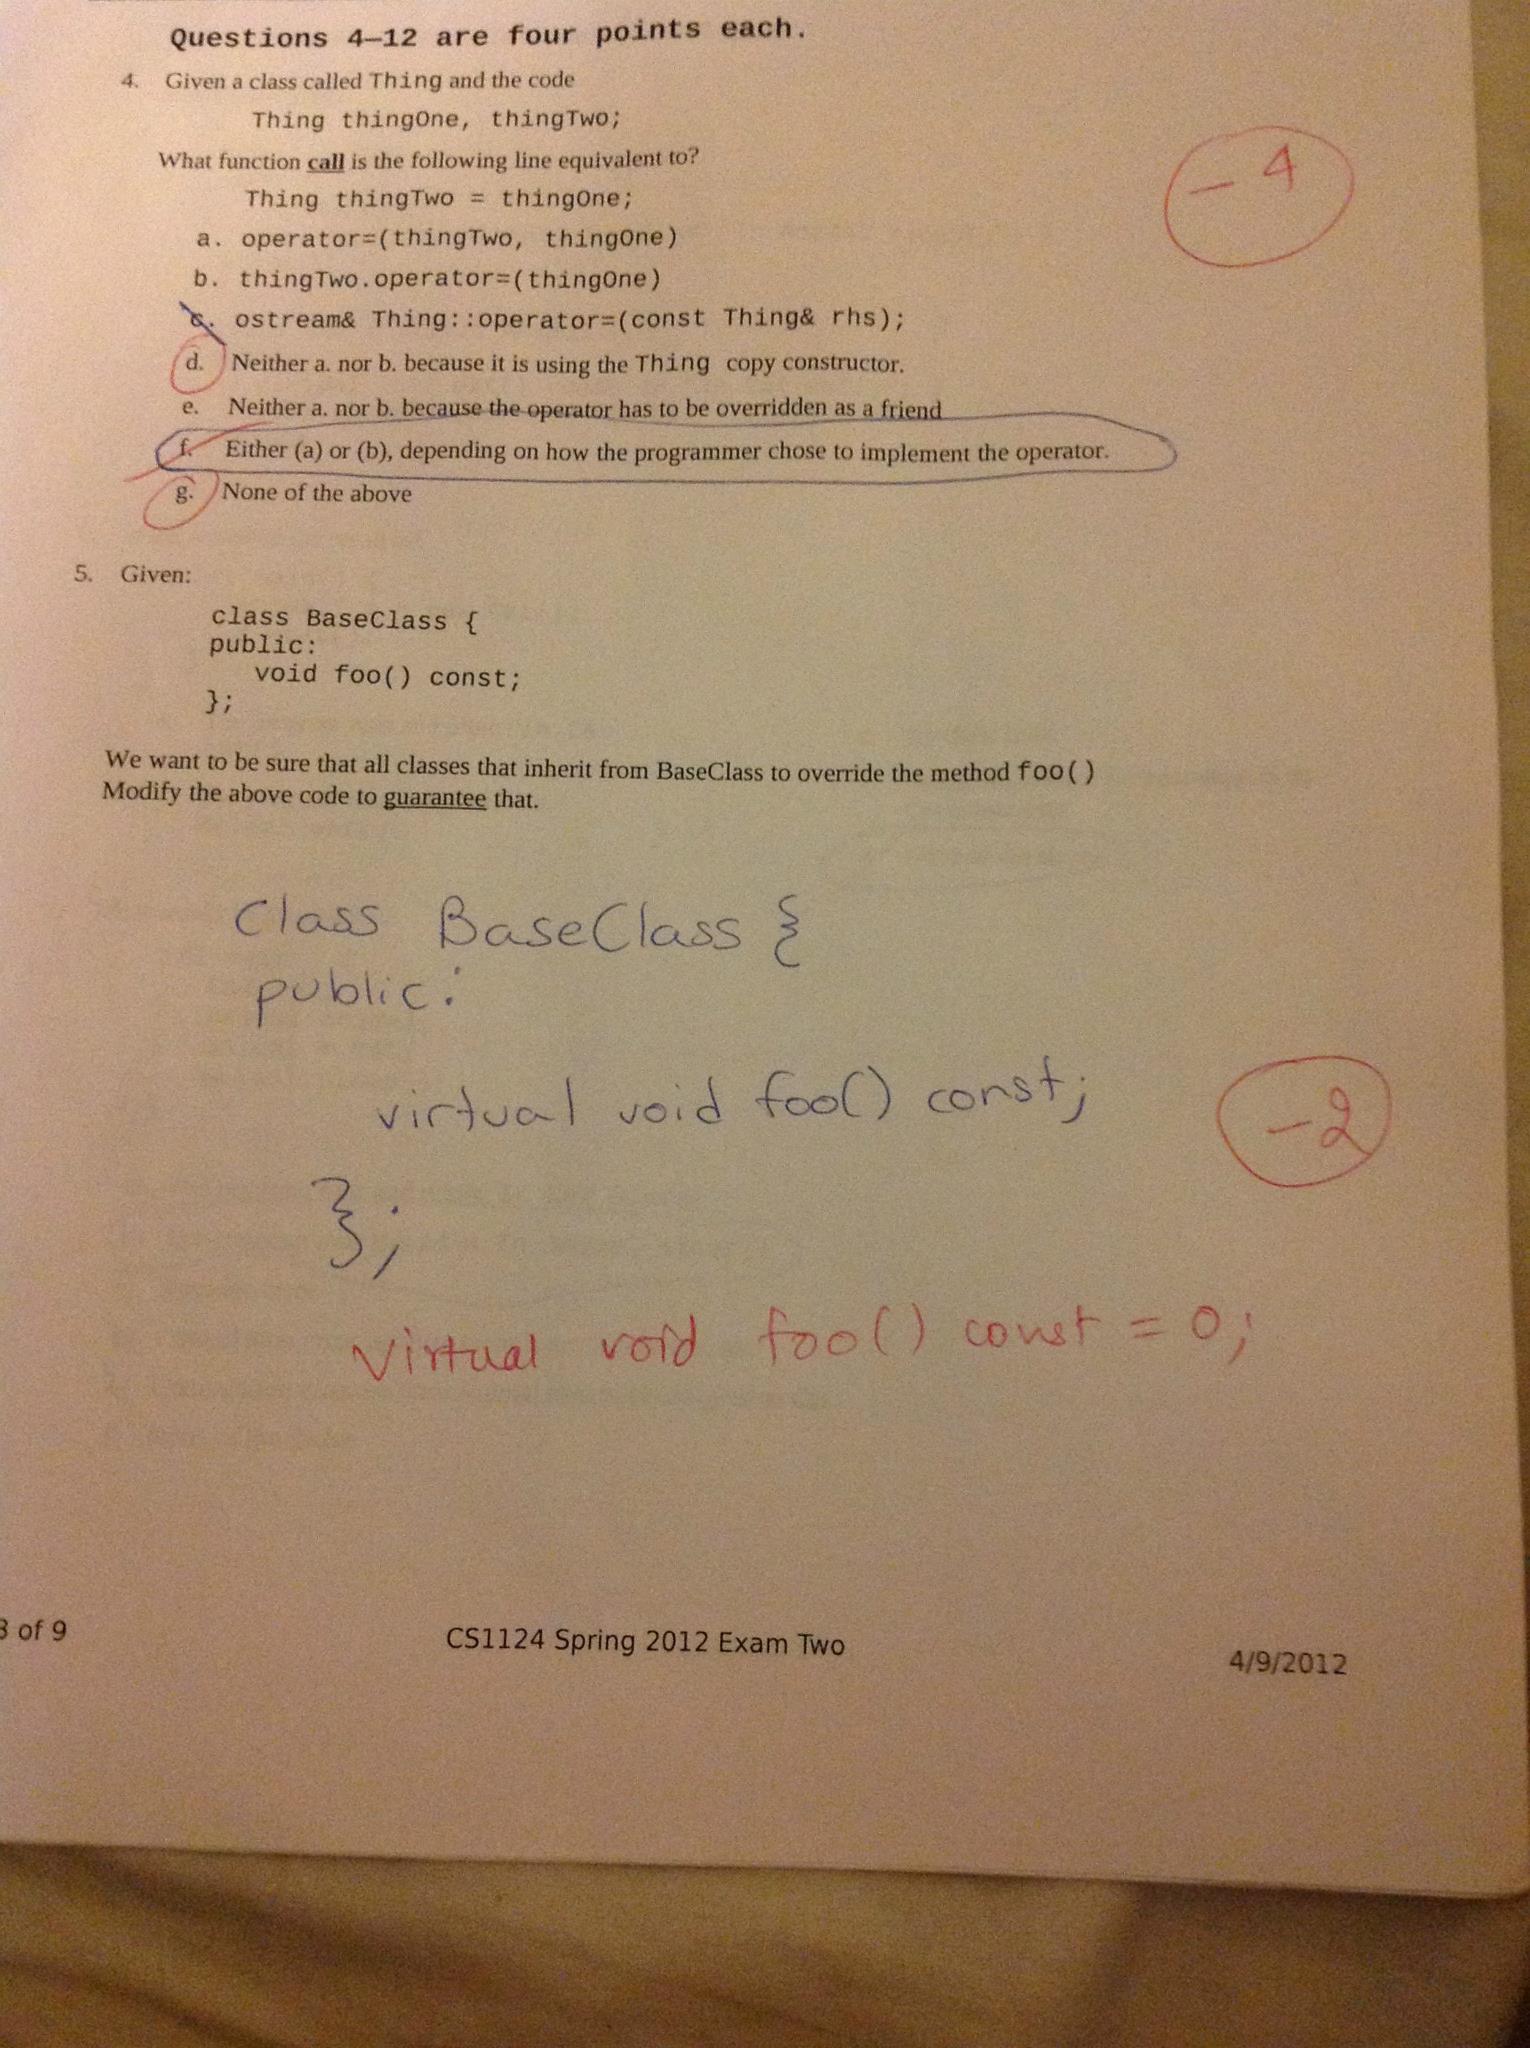 Questions 4—12 are four points each.
4. Given a class called Thing and the code
Thing thingOne, thingTwo;
What function call is the following line equivalent to?
Thing thingTwo = thingOne;
a. operator=(thingTwo, thingOne)
b. thingTwo.operator=(thingOne)
c. ostream& Thing::operator=(const Thing& rhs);
d. Neither a. nor b. because it is using the Thing copy constructor.
e. Neither a. nor b. because the operator has to be overridden as a friend
f. Either (a) or (b), depending on how the programmer chose to implement the operator.
g. None of the above
- 4
5. Given:
class BaseClass {
public:
void foo() const;
};
We want to be sure that all classes that inherit from BaseClass to override the method foo()
Modify the above code to guarantee that.
Class BaseClass {
public:
virtual void foo() const;
};
-2
Virtual void foo() const = 0;
3 of 9
CS1124 Spring 2012 Exam Two
4/9/2012